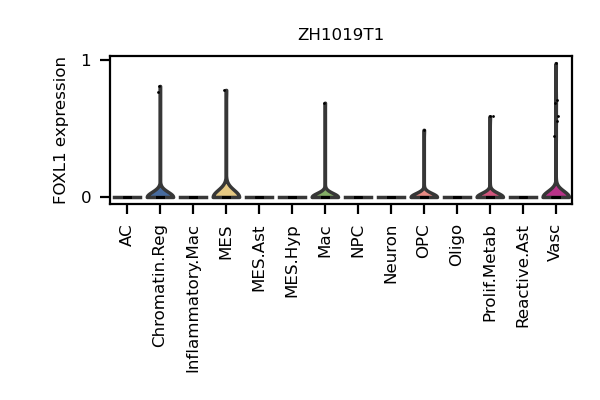 ZH1019T1
FOXL1 expression
1
0
AC
Chromatin.Reg
Inflammatory.Mac
MES
MES.Ast
MES.Hyp
Mac
NPC
Neuron
OPC
Oligo
Prolif.Metab
Reactive.Ast
Vasc